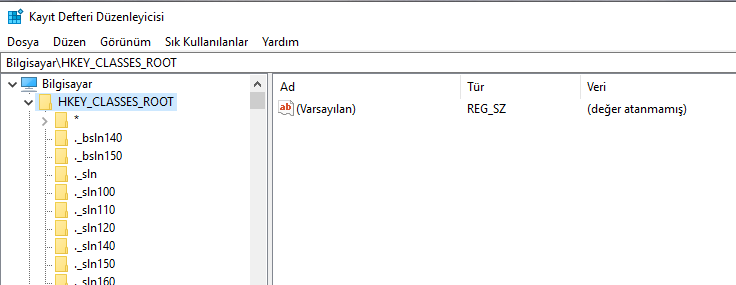 Kayıt Defteri Düzenleyicisi
Dosya Düzen Görünüm Sık Kullanılanlar Yardım
Bilgisayar\HKEY_CLASSES_ROOT
Bilgisayar
HKEY_CLASSES_ROOT
*
._bsln140
._bsln150
._sln
._sln100
._sln110
._sln120
._sln140
._sln150
._sln160
Ad Tür Veri
ab (Varsayılan) REG_SZ (değer atanmamış)